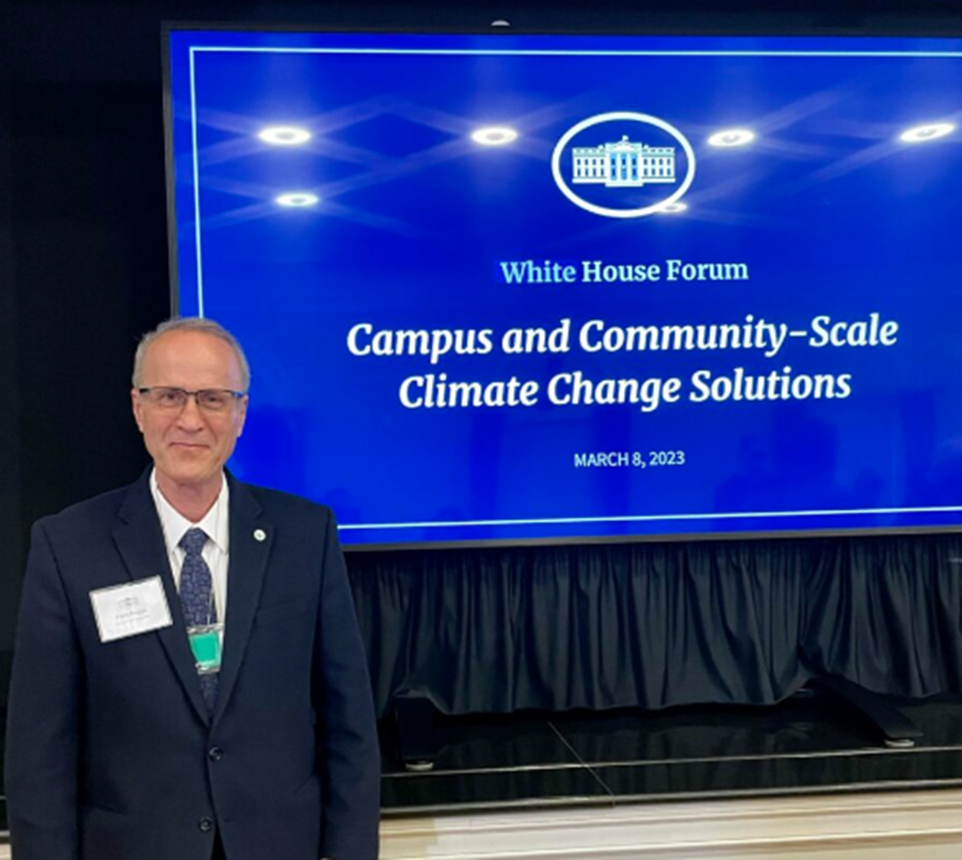 White House Forum
Campus and Community-Scale
Climate Change Solutions
MARCH 8, 2023